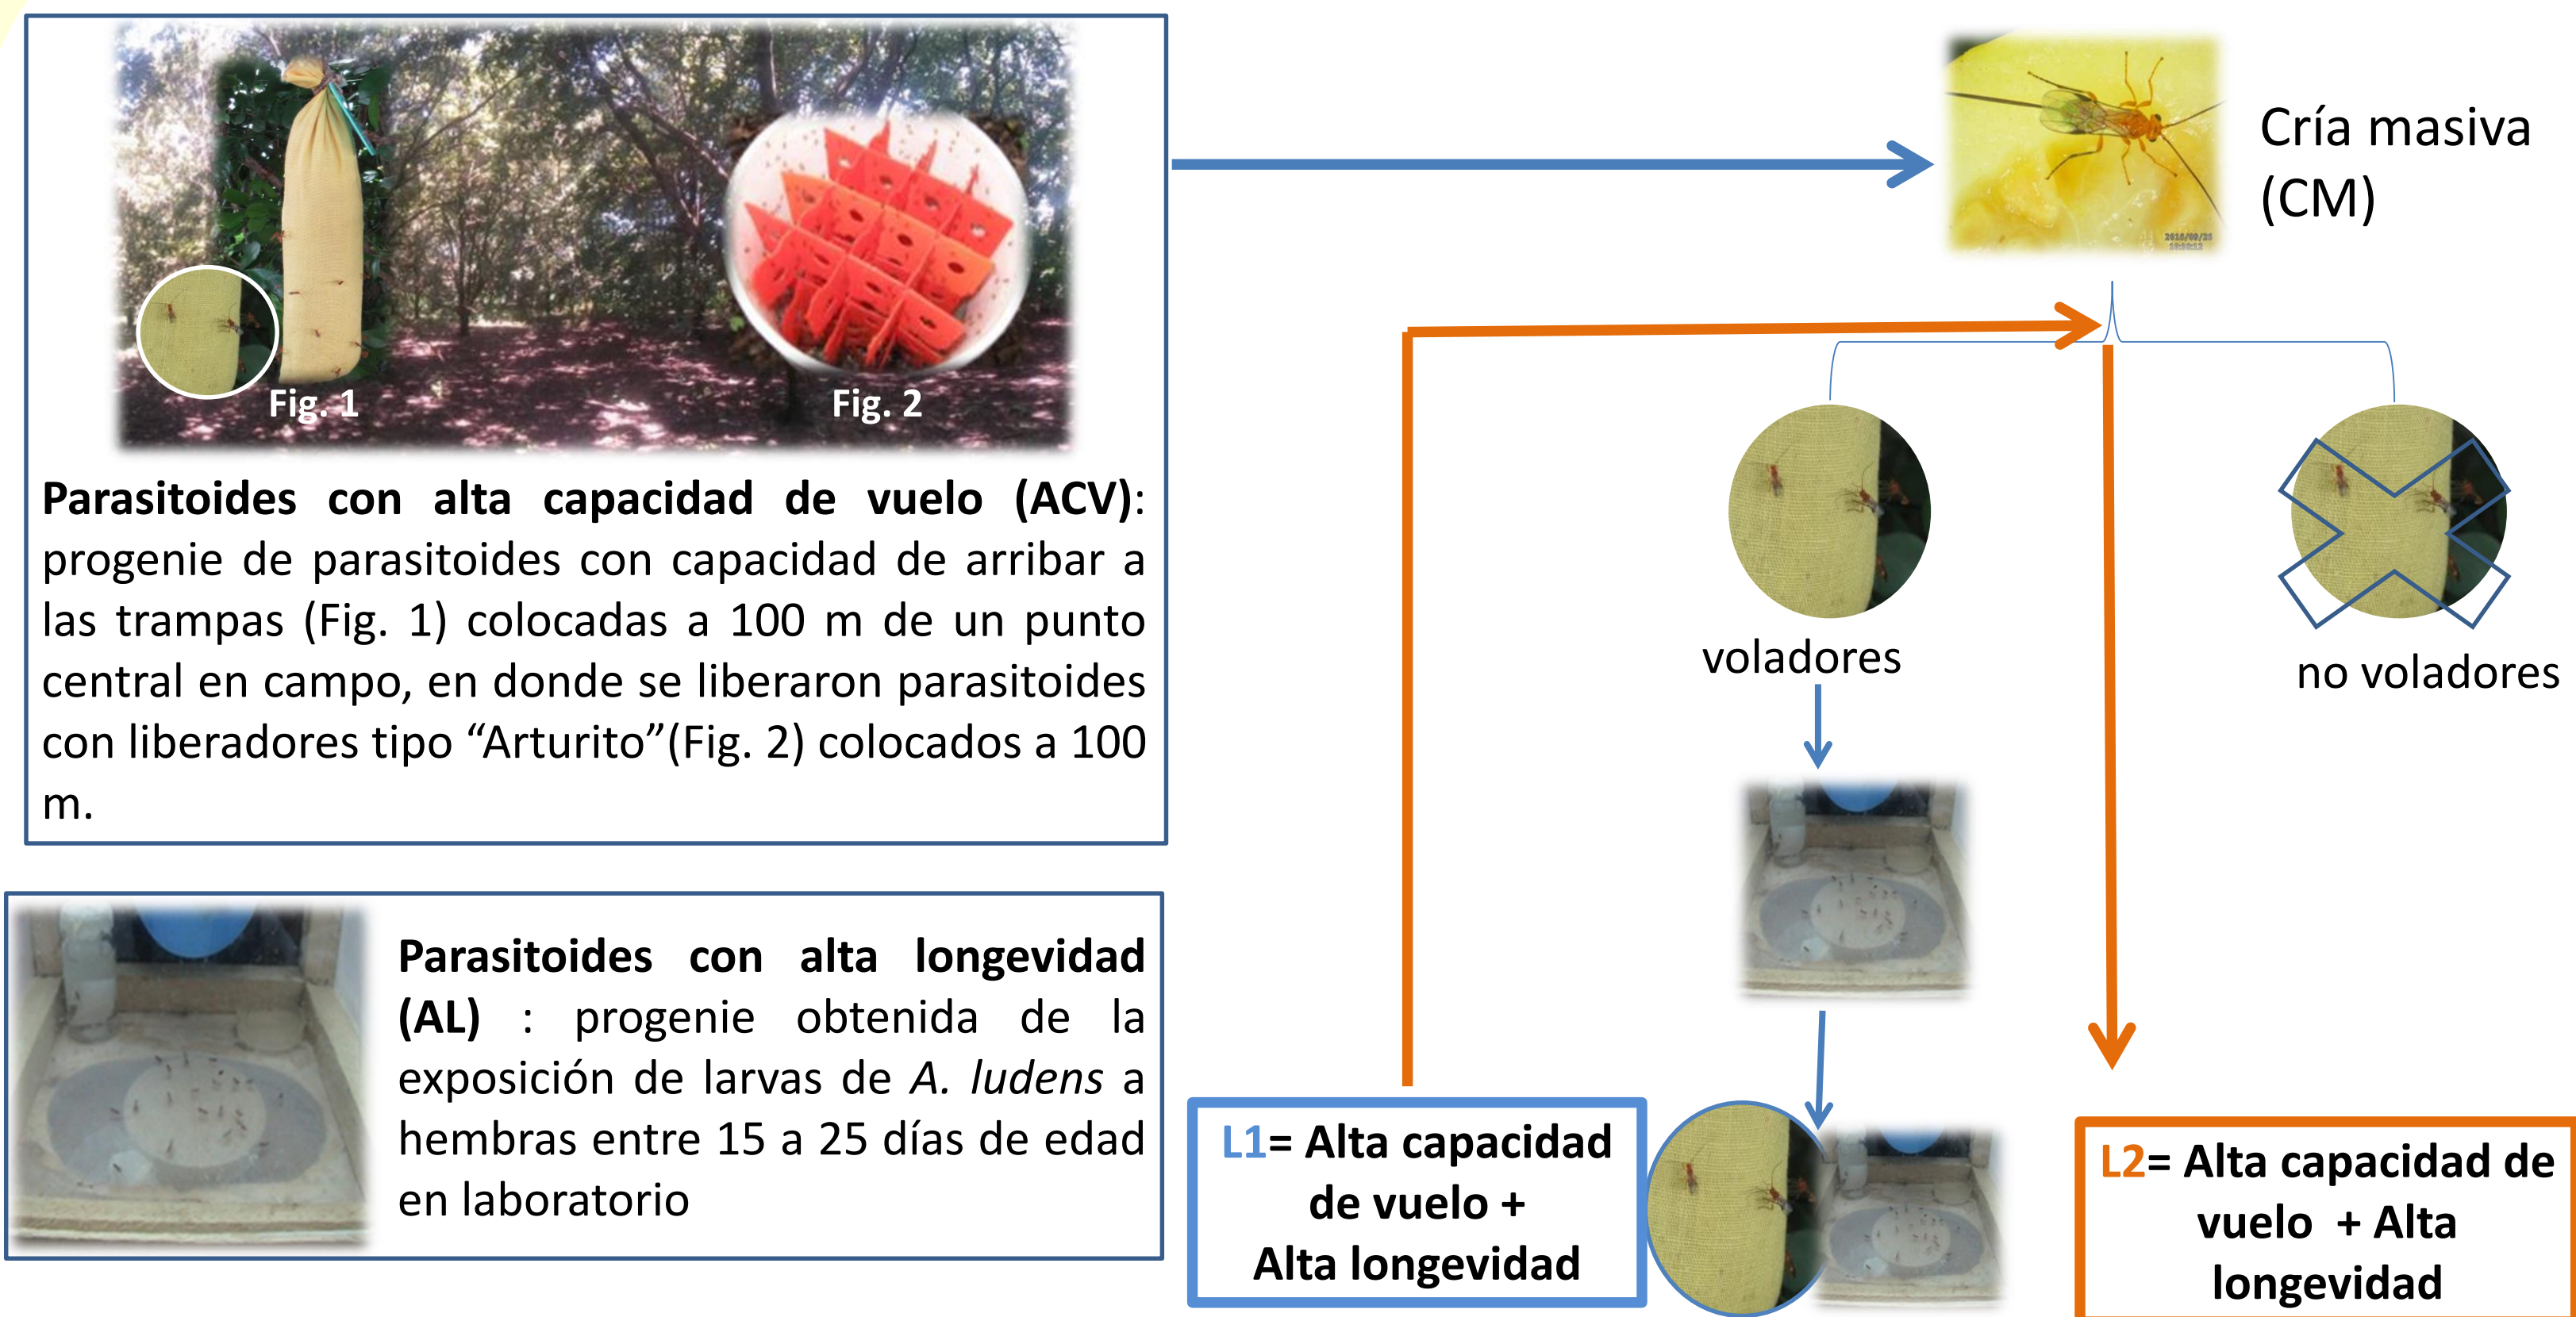 Fig. 1
Fig. 2
Parasitoides con alta capacidad de vuelo (ACV):
progenie de parasitoides con capacidad de arribar a
las trampas (Fig. 1) colocadas a 100 m de un punto
central en campo, en donde se liberaron parasitoides
con liberadores tipo “Arturito”(Fig. 2) colocados a 100
m.
Parasitoides con alta longevidad
(AL) : progenie obtenida de la
exposición de larvas de A. ludens a
hembras entre 15 a 25 días de edad
en laboratorio
Cría masiva
(CM)
voladores
no voladores
L1= Alta capacidad
de vuelo +
Alta longevidad
L2= Alta capacidad de
vuelo + Alta
longevidad